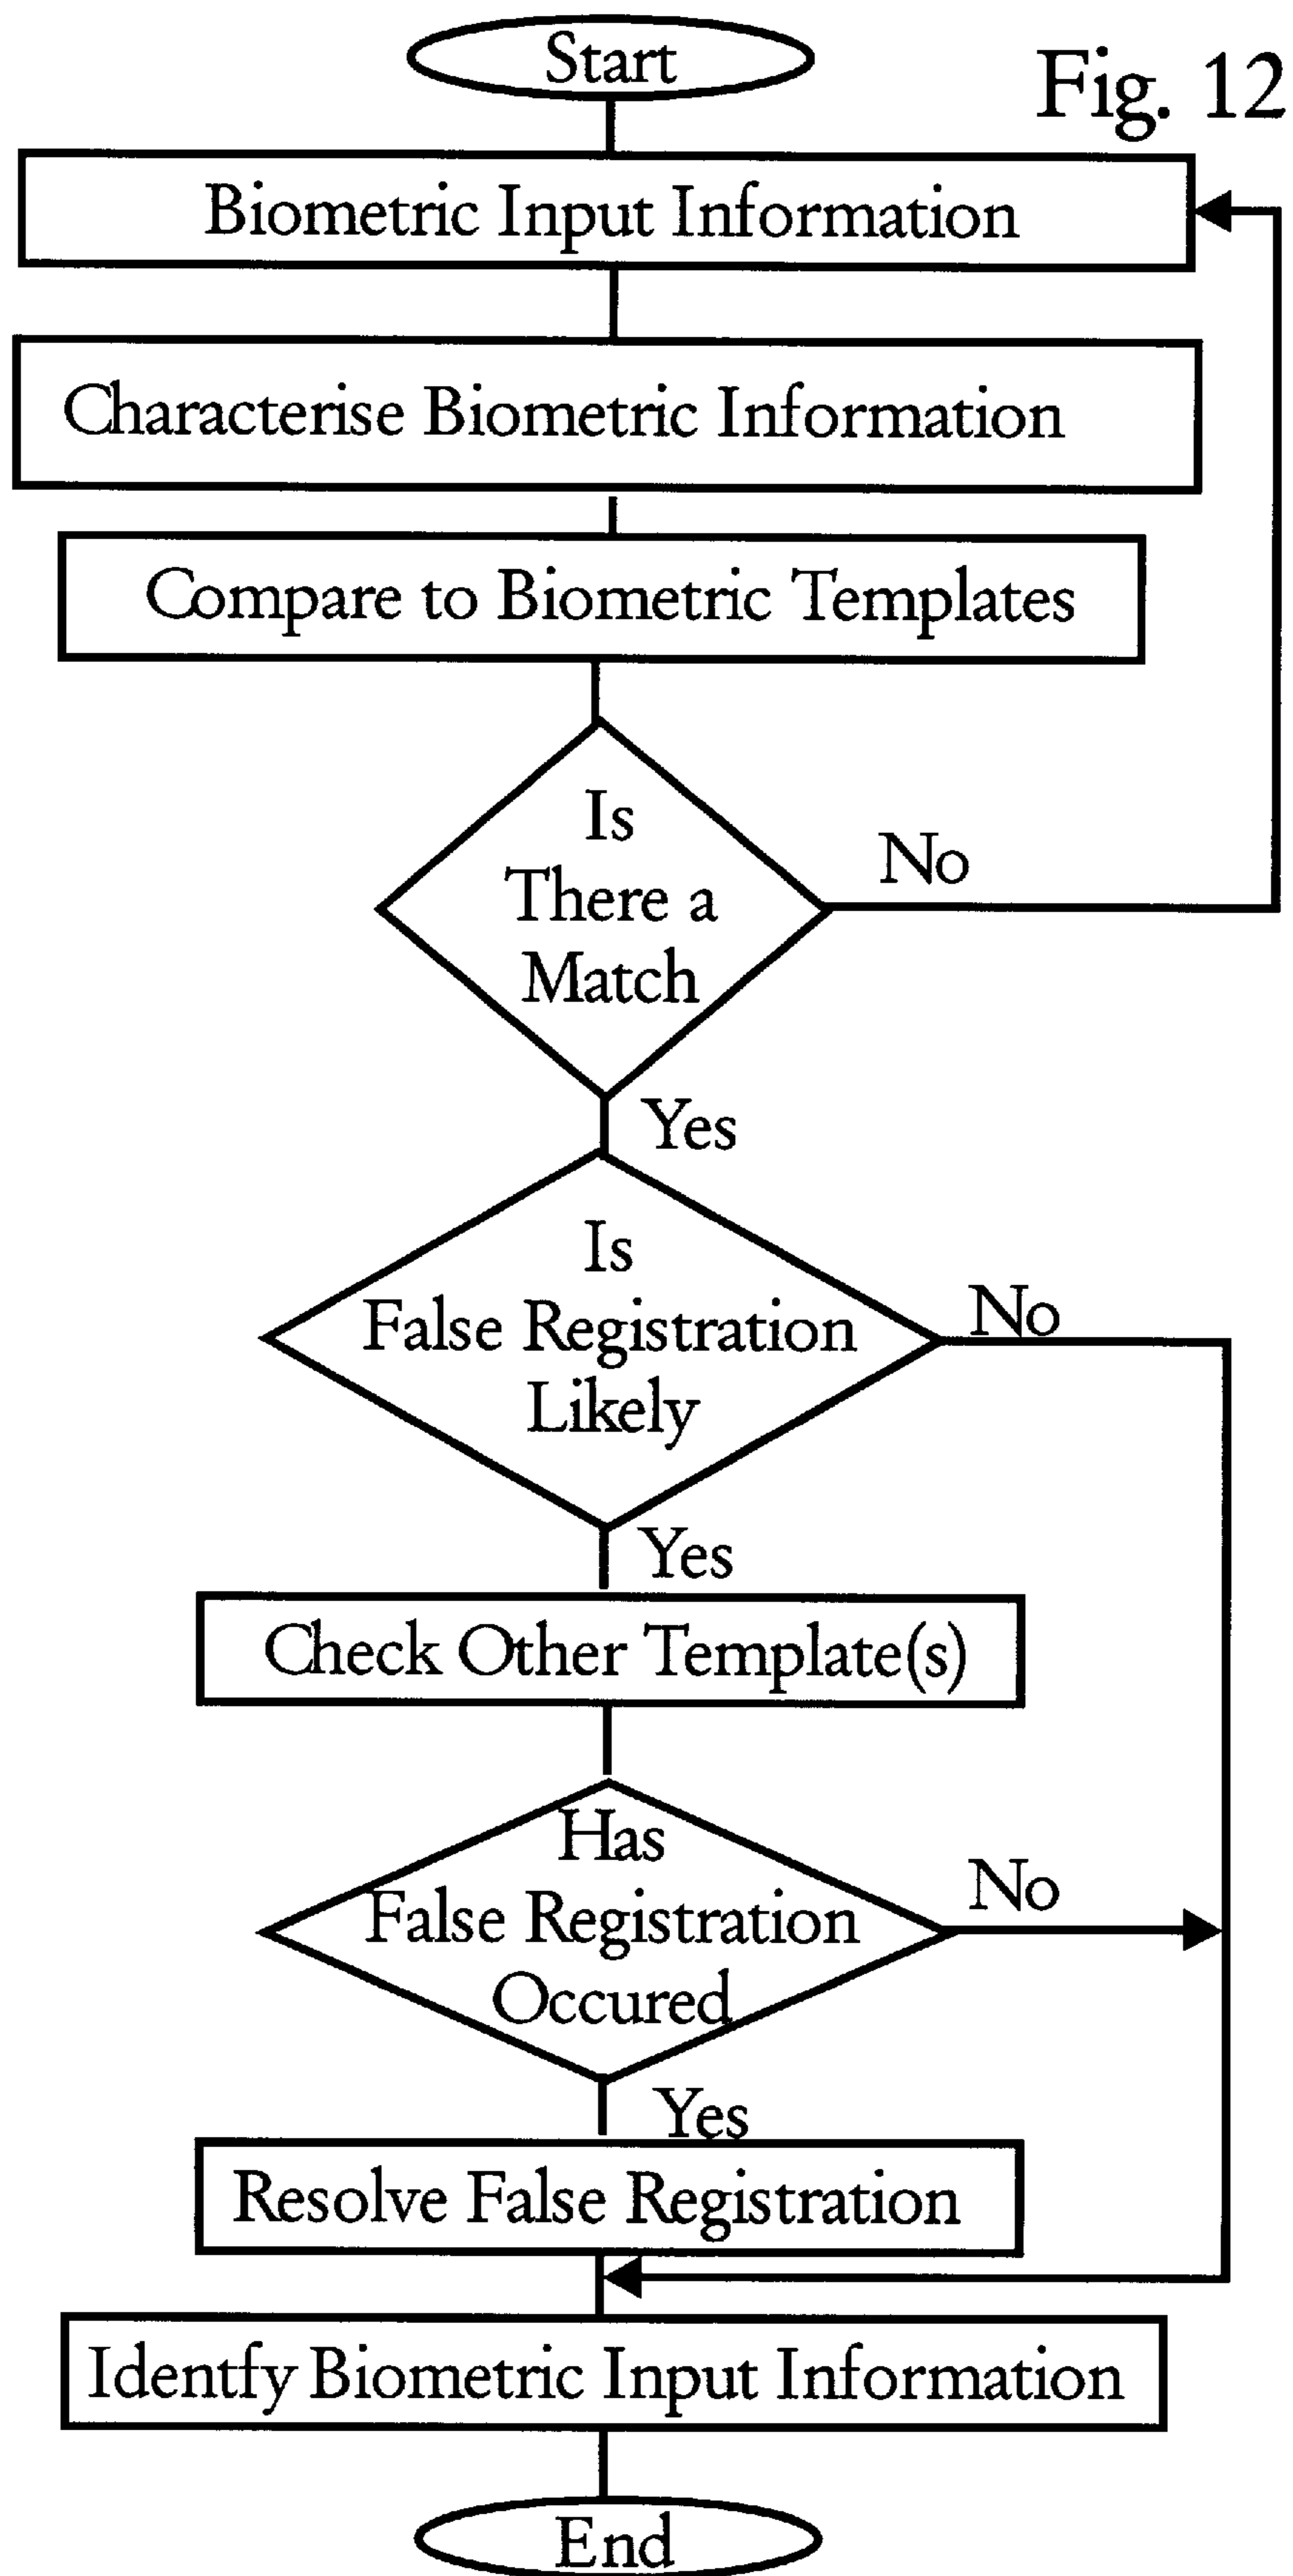 Start
Fig. 12
Biometric Input Information
Characterise Biometric Information
Compare to Biometric Templates
Is
There a
Match
No
Yes
Is
False Registration
Likely
No
Yes
Check Other Template(s)
Has
False Registration
Occured
No
Yes
Resolve False Registration
Identfy Biometric Input Information
End